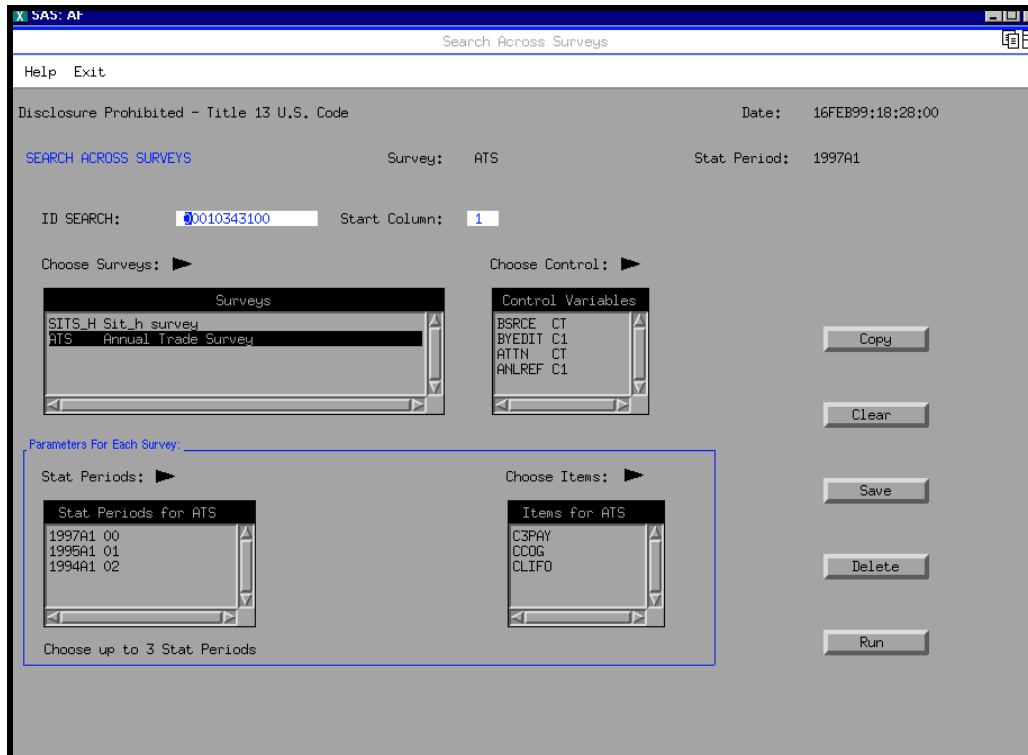 X SAS: AF
Search Across Surveys
Help Exit
Disclosure Prohibited - Title 13 U.S. Code Date: 16FEB99:18:28:00
SEARCH ACROSS SURVEYS Survey: ATS Stat Period: 1997A1
ID SEARCH: 00010343100 Start Column: 1
Choose Surveys: Choose Control:
Surveys Control Variables
SITS_H Sit_h survey BSRCE CT
ATS Annual Trade Survey BYEDIT C1
ATTN CT
ANLREF C1
Copy
Clear
Parameters For Each Survey:
Stat Periods: Choose Items:
Save
Stat Periods for ATS Items for ATS
1997A1 00 C3PAY
1995A1 01 CCOG
1994A1 02 CLIFO
Delete
Run
Choose up to 3 Stat Periods